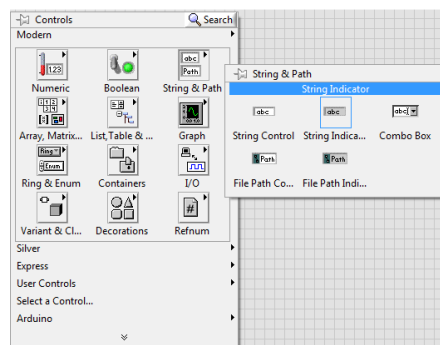 Controls
Search
Modern
1.23
abc
Path
Numeric
Boolean
String & Path
Array, Matrix...
List, Table & ...
Graph
Ring
Enum
Ring & Enum
Containers
I/O
#
Variant & Cl...
Decorations
Refnum
Silver
Express
User Controls
Select a Control...
Arduino
String & Path
String Indicator
abc
abc
abc
String Control
String Indica...
Combo Box
Path
Path
File Path Co...
File Path Indi...